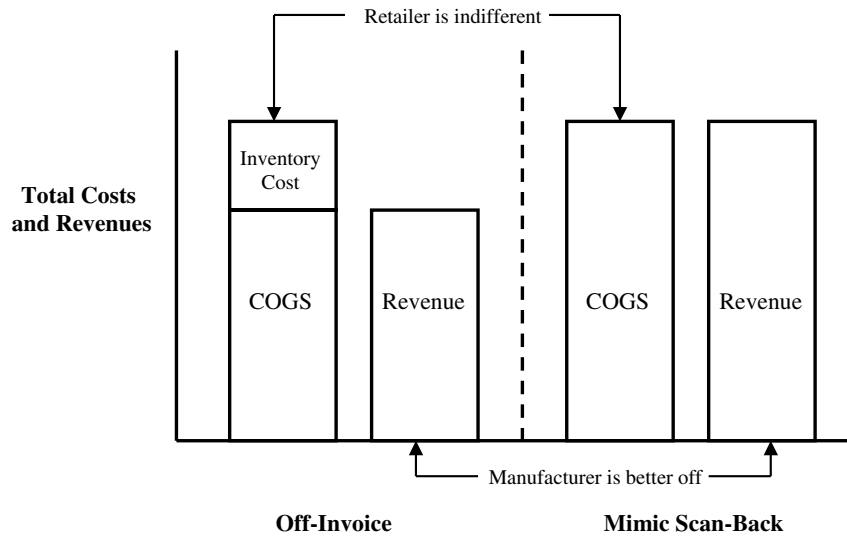 Retailer is indifferent
Inventory
Cost
Total Costs
and Revenues
COGS
Revenue
COGS
Revenue
Manufacturer is better off
Off-Invoice
Mimic Scan-Back